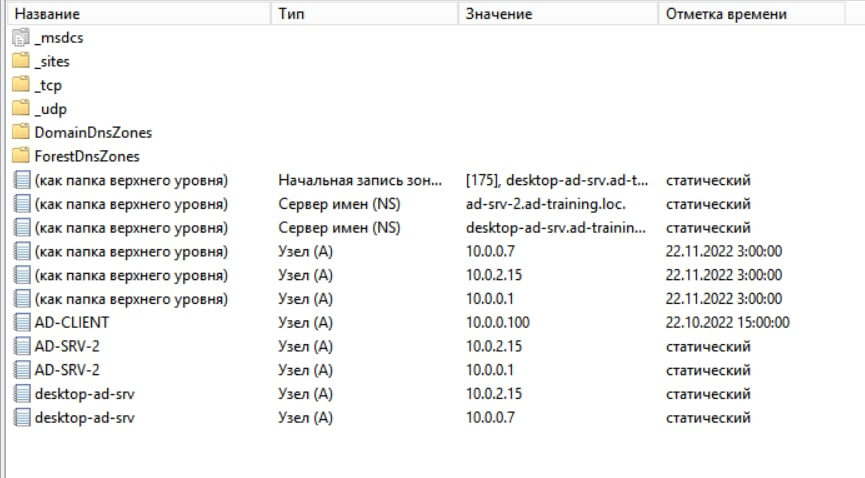 Название Тип Значение Отметка времени
_msdcs
_sites
_tcp
_udp
DomainDnsZones
ForestDnsZones
(как папка верхнего уровня) Начальная запись зон... [175], desktop-ad-srv.ad-t... статический
(как папка верхнего уровня) Сервер имен (NS) ad-srv-2.ad-training.loc. статический
(как папка верхнего уровня) Сервер имен (NS) desktop-ad-srv.ad-trainin... статический
(как папка верхнего уровня) Узел (A) 10.0.0.7 22.11.2022 3:00:00
(как папка верхнего уровня) Узел (A) 10.0.2.15 22.11.2022 3:00:00
(как папка верхнего уровня) Узел (A) 10.0.0.1 22.11.2022 3:00:00
AD-CLIENT Узел (A) 10.0.0.100 22.10.2022 15:00:00
AD-SRV-2 Узел (A) 10.0.2.15 статический
AD-SRV-2 Узел (A) 10.0.0.1 статический
desktop-ad-srv Узел (A) 10.0.2.15 статический
desktop-ad-srv Узел (A) 10.0.0.7 статический